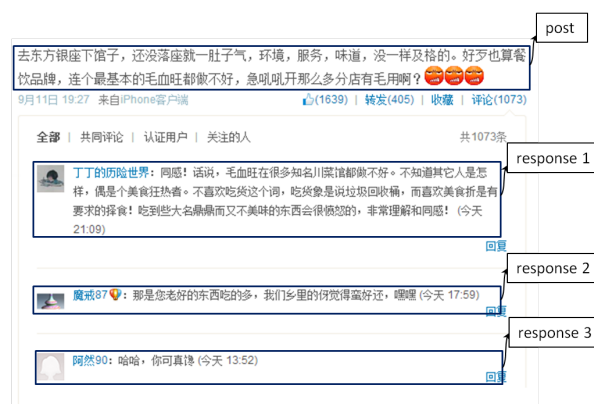 post
去东方银座下馆子，还没落座就一肚子气，环境，服务，味道，没一样及格的。好歹也算餐
饮品牌，连个最基本的毛血旺都做不好，急吼吼开那么多分店有毛用啊？
9月11日 19:27 来自iPhone客户端 (1639) | 转发(405) | 收藏 | 评论(1073)
全部 | 共同评论 | 认证用户 | 关注的人 共1073条
response 1
丁丁的历险世界：同感！话说，毛血旺在很多知名川菜馆都做不好。不知道其它人是怎
样，偶是个美食狂热者。不喜欢吃货这个词，吃货象是说垃圾回收桶，而喜欢美食折是有
要求的择食！吃到些大名鼎鼎而又不美味的东西会很愤怒的，非常理解和同感！(今天
21:09)
回复
response 2
魔戒87：那是您老好的东西吃的多，我们乡里的伢觉得蛮好还，嘿嘿 (今天 17:59)
回复
response 3
阿然90：哈哈，你可真馋 (今天 13:52)
回复